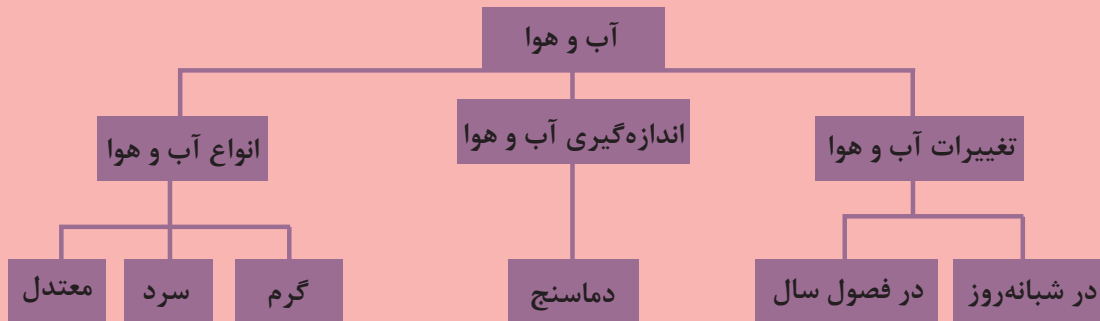 آب و هوا
تغییرات آب و هوا
اندازه‌گیری آب و هوا
انواع آب و هوا
در شبانه‌روز
در فصول سال
دماسنج
گرم
سرد
معتدل